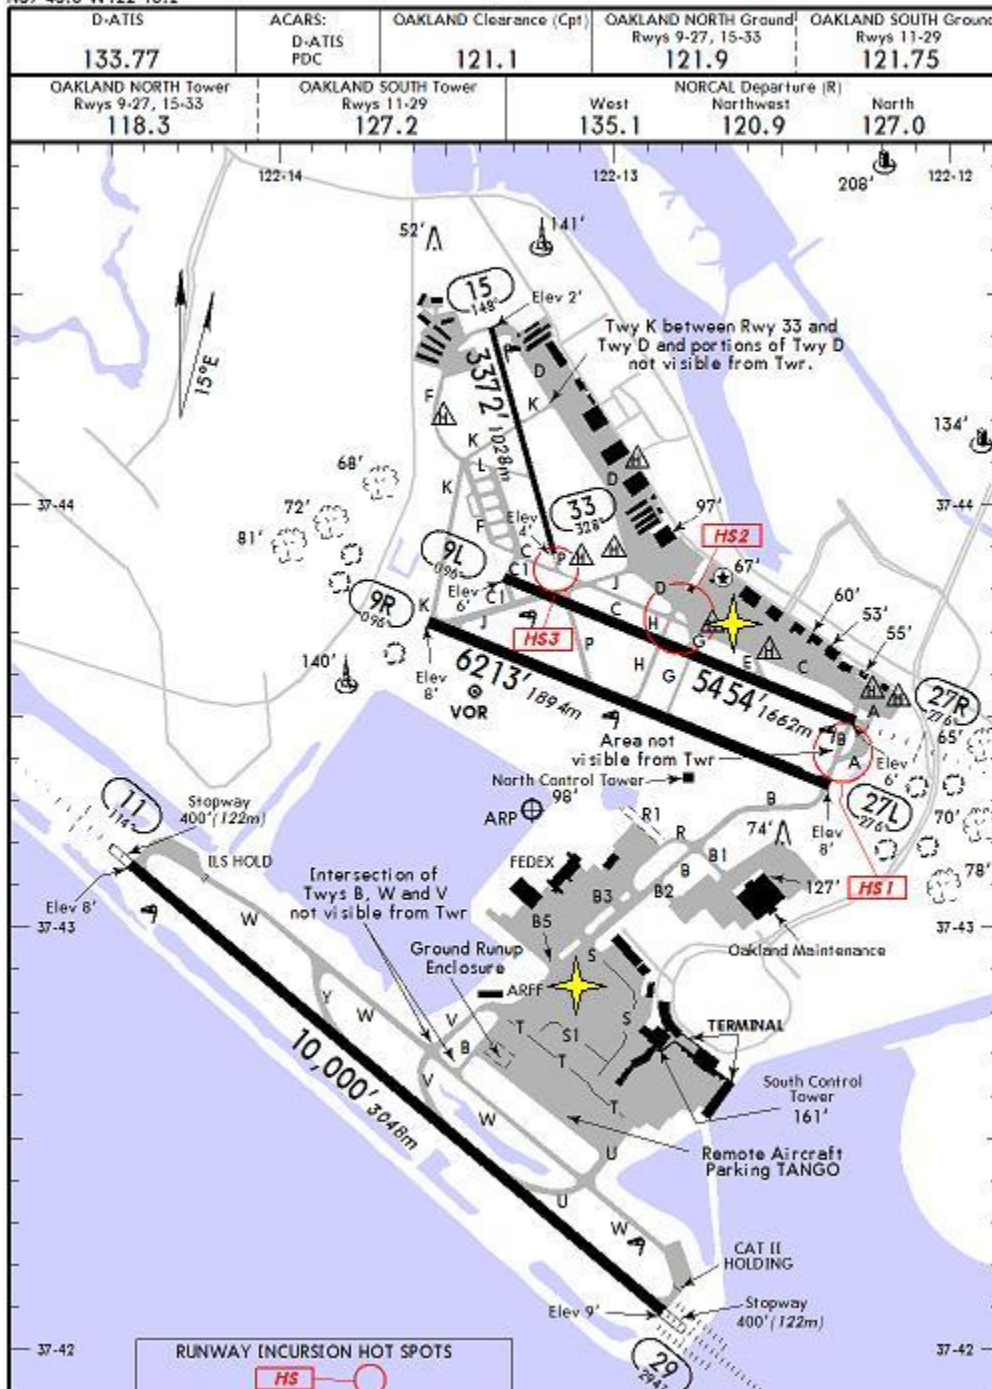 D-ATIS
133.77
ACARS:
D-ATIS
PDC
OAKLAND Clearance (Cpt)
121.1
OAKLAND NORTH Ground
Rwys 9-27, 15-33
121.9
OAKLAND SOUTH Ground
Rwys 11-29
121.75
OAKLAND NORTH Tower
Rwys 9-27, 15-33
118.3
OAKLAND SOUTH Tower
Rwys 11-29
127.2
NORCAL Departure (R)
West
135.1
Northwest
120.9
North
127.0
122-14
122-13
122-12
208'
52'
141'
15
148°
Elev 2'
15°E
Twy K between Rwy 33 and
Twy D and portions of Twy D
not visible from Twr.
3372' 1028m
D
F
K
K
134'
H
H
68'
L
K
D
72'
F
33
328°
97'
37-44
37-44
81'
Elev
4'
HS2
9L
096°
C
P
H
H
67'
C1
J
D
60'
9R
096°
Elev
6'
C1
C
53'
K
J
HS3
H
H
55'
P
G
E
H
C
140'
6213' 1894m
H
G
5454' 1662m
H
H
27R
276°
Elev
8'
A
VOR
B
65'
Area not
visible from Twr
A
Elev
6'
North Control Tower
27L
276°
98'
B
ARP
70'
11
114°
Stopway
400' (122m)
R1
74'
R
Elev
8'
ILS HOLD
FEDEX
B
B1
78'
Intersection of
Twys B, W and V
not visible from Twr
B3
B2
127'
HS1
Elev 8'
W
B5
37-43
37-43
Ground Runup
Enclosure
S
Oakland Maintenance
ARFF
Y
W
V
T
S1
S
TERMINAL
B
T
10,000' 3048m
V
South Control
Tower
161'
W
T
U
Remote Aircraft
Parking TANGO
U
W
CAT II
HOLDING
Elev 9'
Stopway
400' (122m)
37-42
37-42
RUNWAY INCURSION HOT SPOTS
29
HS